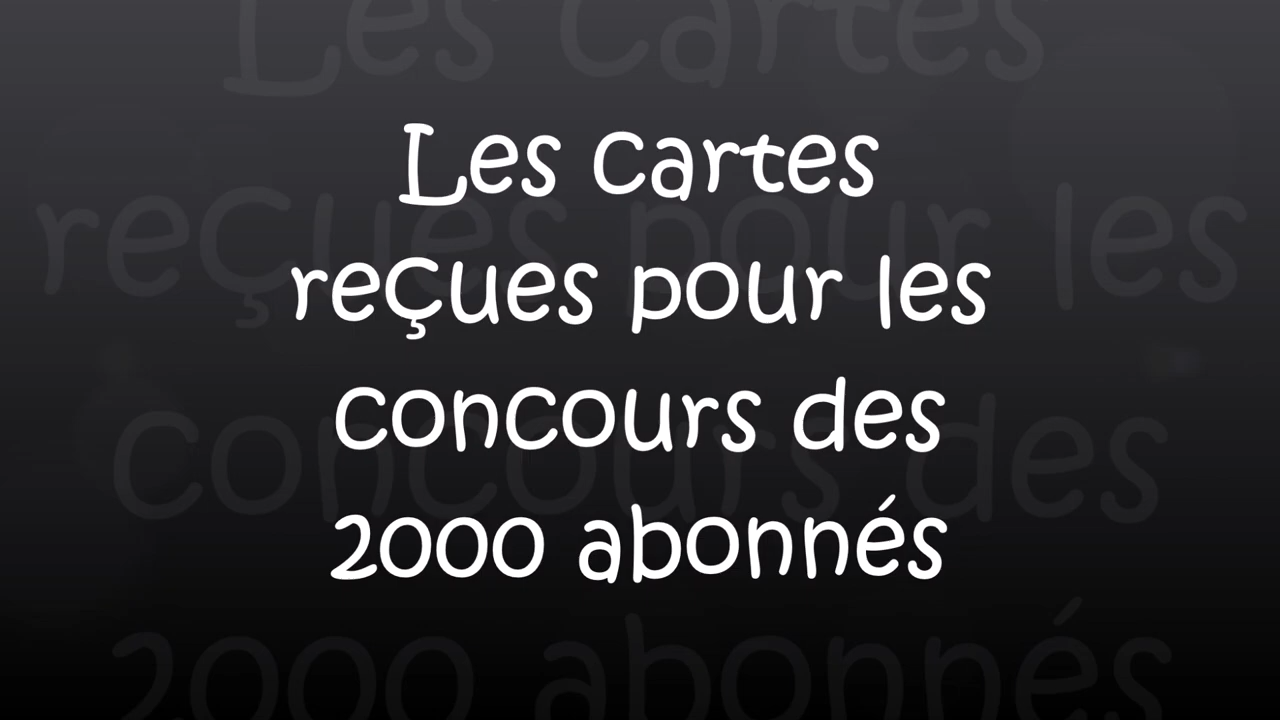 Les cartes
reçues pour les
concours des
2000 abonnés